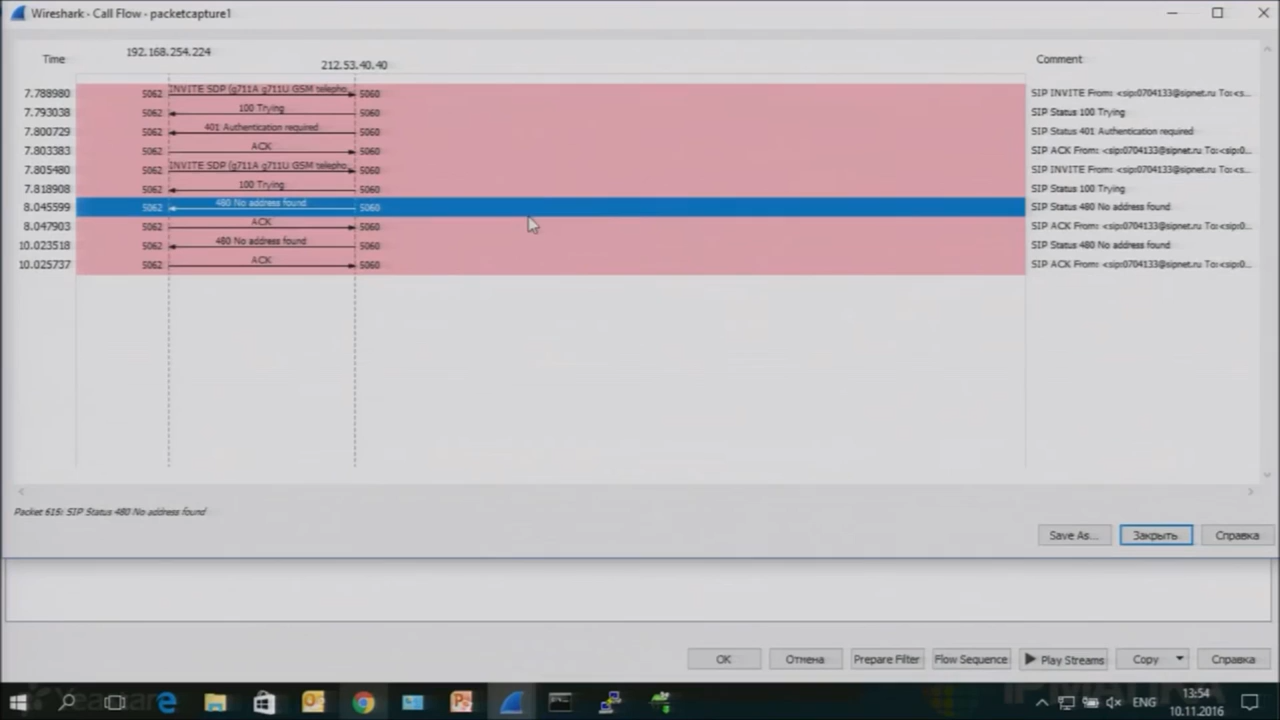 Wireshark - Call Flow - packetcapture1
Time 192.168.254.224 212.53.40.40 Comment
7.788980 5062 INVITE SDP (g711A g711U GSM telepho... 5060 SIP INVITE From: <sip:0704133@sipnet.ru To:<s...
7.793038 5062 100 Trying 5060 SIP Status 100 Trying
7.800729 5062 401 Authentication required 5060 SIP Status 401 Authentication required
7.803383 5062 ACK 5060 SIP ACK From: <sip:0704133@sipnet.ru To:<sip:0...
7.805480 5062 INVITE SDP (g711A g711U GSM telepho... 5060 SIP INVITE From: <sip:0704133@sipnet.ru To:<s...
7.818908 5062 100 Trying 5060 SIP Status 100 Trying
8.045599 5062 480 No address found 5060 SIP Status 480 No address found
8.047903 5062 ACK 5060 SIP ACK From: <sip:0704133@sipnet.ru To:<sip:0...
10.023518 5062 480 No address found 5060 SIP Status 480 No address found
10.025737 5062 ACK 5060 SIP ACK From: <sip:0704133@sipnet.ru To:<sip:0...
Packet 615: SIP Status 480 No address found
Save As... Закрыть Справка
OK Отмена Prepare Filter Flow Sequence Play Streams Copy Справка
ENG 13:54
10.11.2016